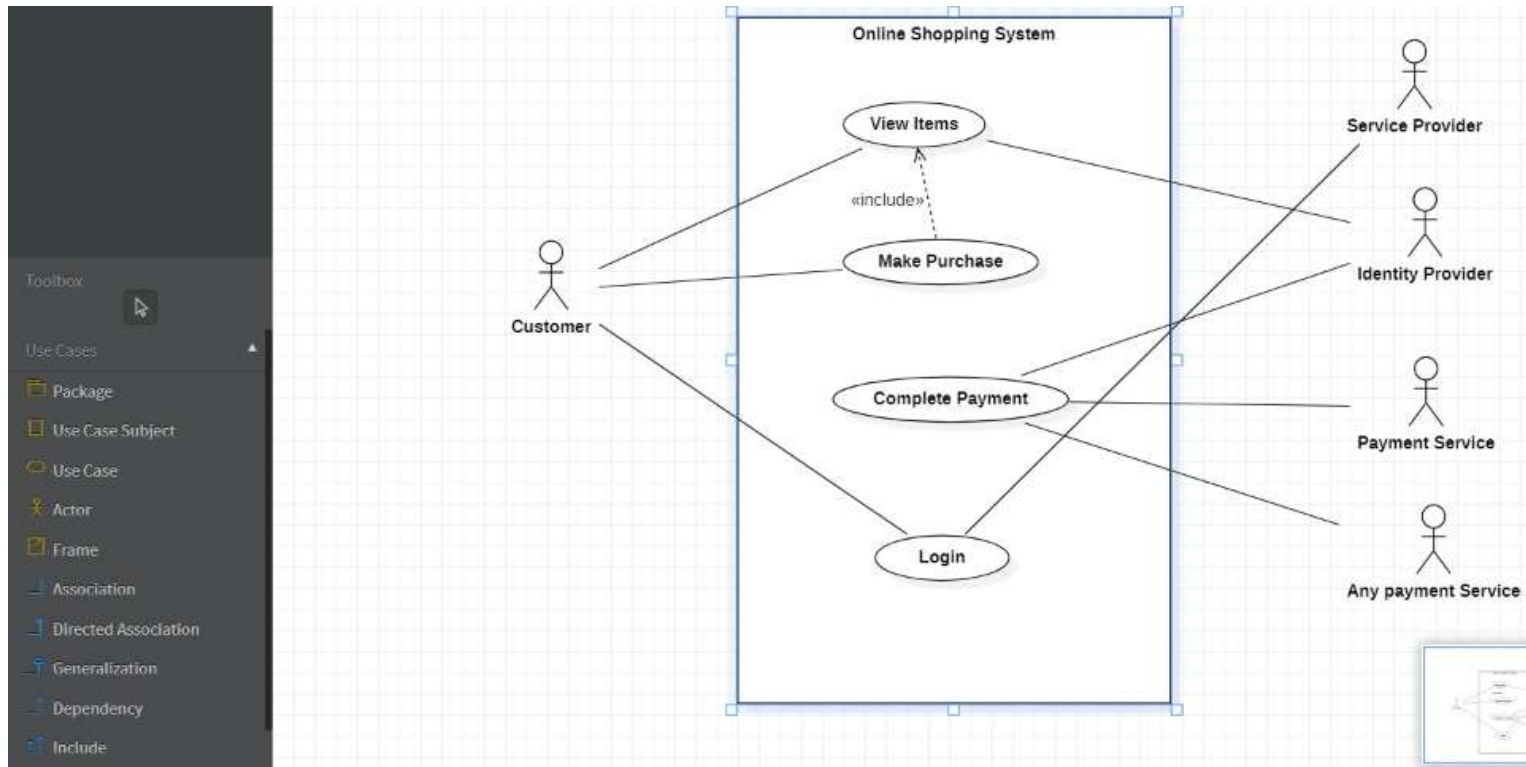 Online Shopping System
View Items
«include»
Make Purchase
Complete Payment
Login
Customer
Service Provider
Identity Provider
Payment Service
Any payment Service
Toolbox
Use Cases
Package
Use Case Subject
Use Case
Actor
Frame
Association
Directed Association
Generalization
Dependency
Include